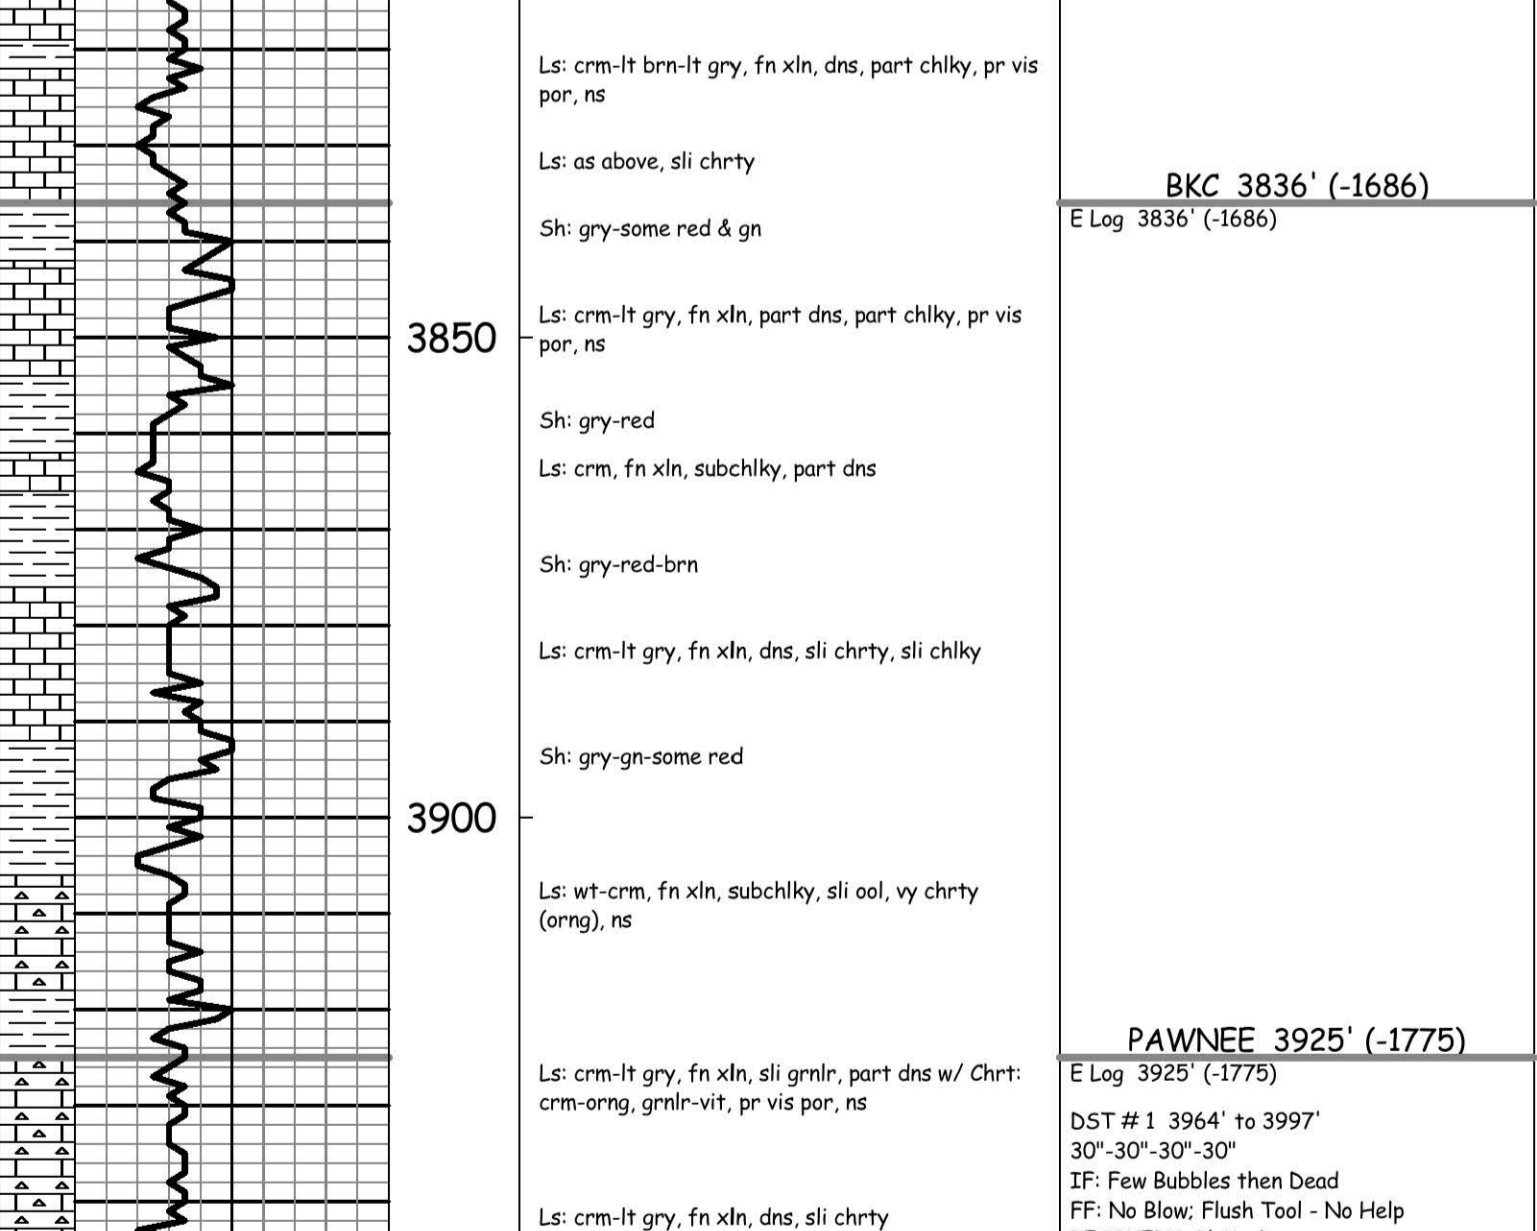 Ls: crm-lt brn-lt gry, fn xln, dns, part chlky, pr vis
por, ns
Ls: as above, sli chrty
BKC 3836' (-1686)
E Log 3836' (-1686)
Sh: gry-some red & gn
Ls: crm-lt gry, fn xln, part dns, part chlky, pr vis
por, ns
3850
Sh: gry-red
Ls: crm, fn xln, subchlky, part dns
Sh: gry-red-brn
Ls: crm-lt gry, fn xln, dns, sli chrty, sli chlky
Sh: gry-gn-some red
3900
Ls: wt-crm, fn xln, subchlky, sli ool, vy chrty
(orng), ns
PAWNEE 3925' (-1775)
E Log 3925' (-1775)
Ls: crm-lt gry, fn xln, sli grnlr, part dns w/ Chrt:
crm-orng, grnlr-vit, pr vis por, ns
DST # 1 3964' to 3997'
30"-30"-30"-30"
IF: Few Bubbles then Dead
FF: No Blow; Flush Tool - No Help
Ls: crm-lt gry, fn xln, dns, sli chrty